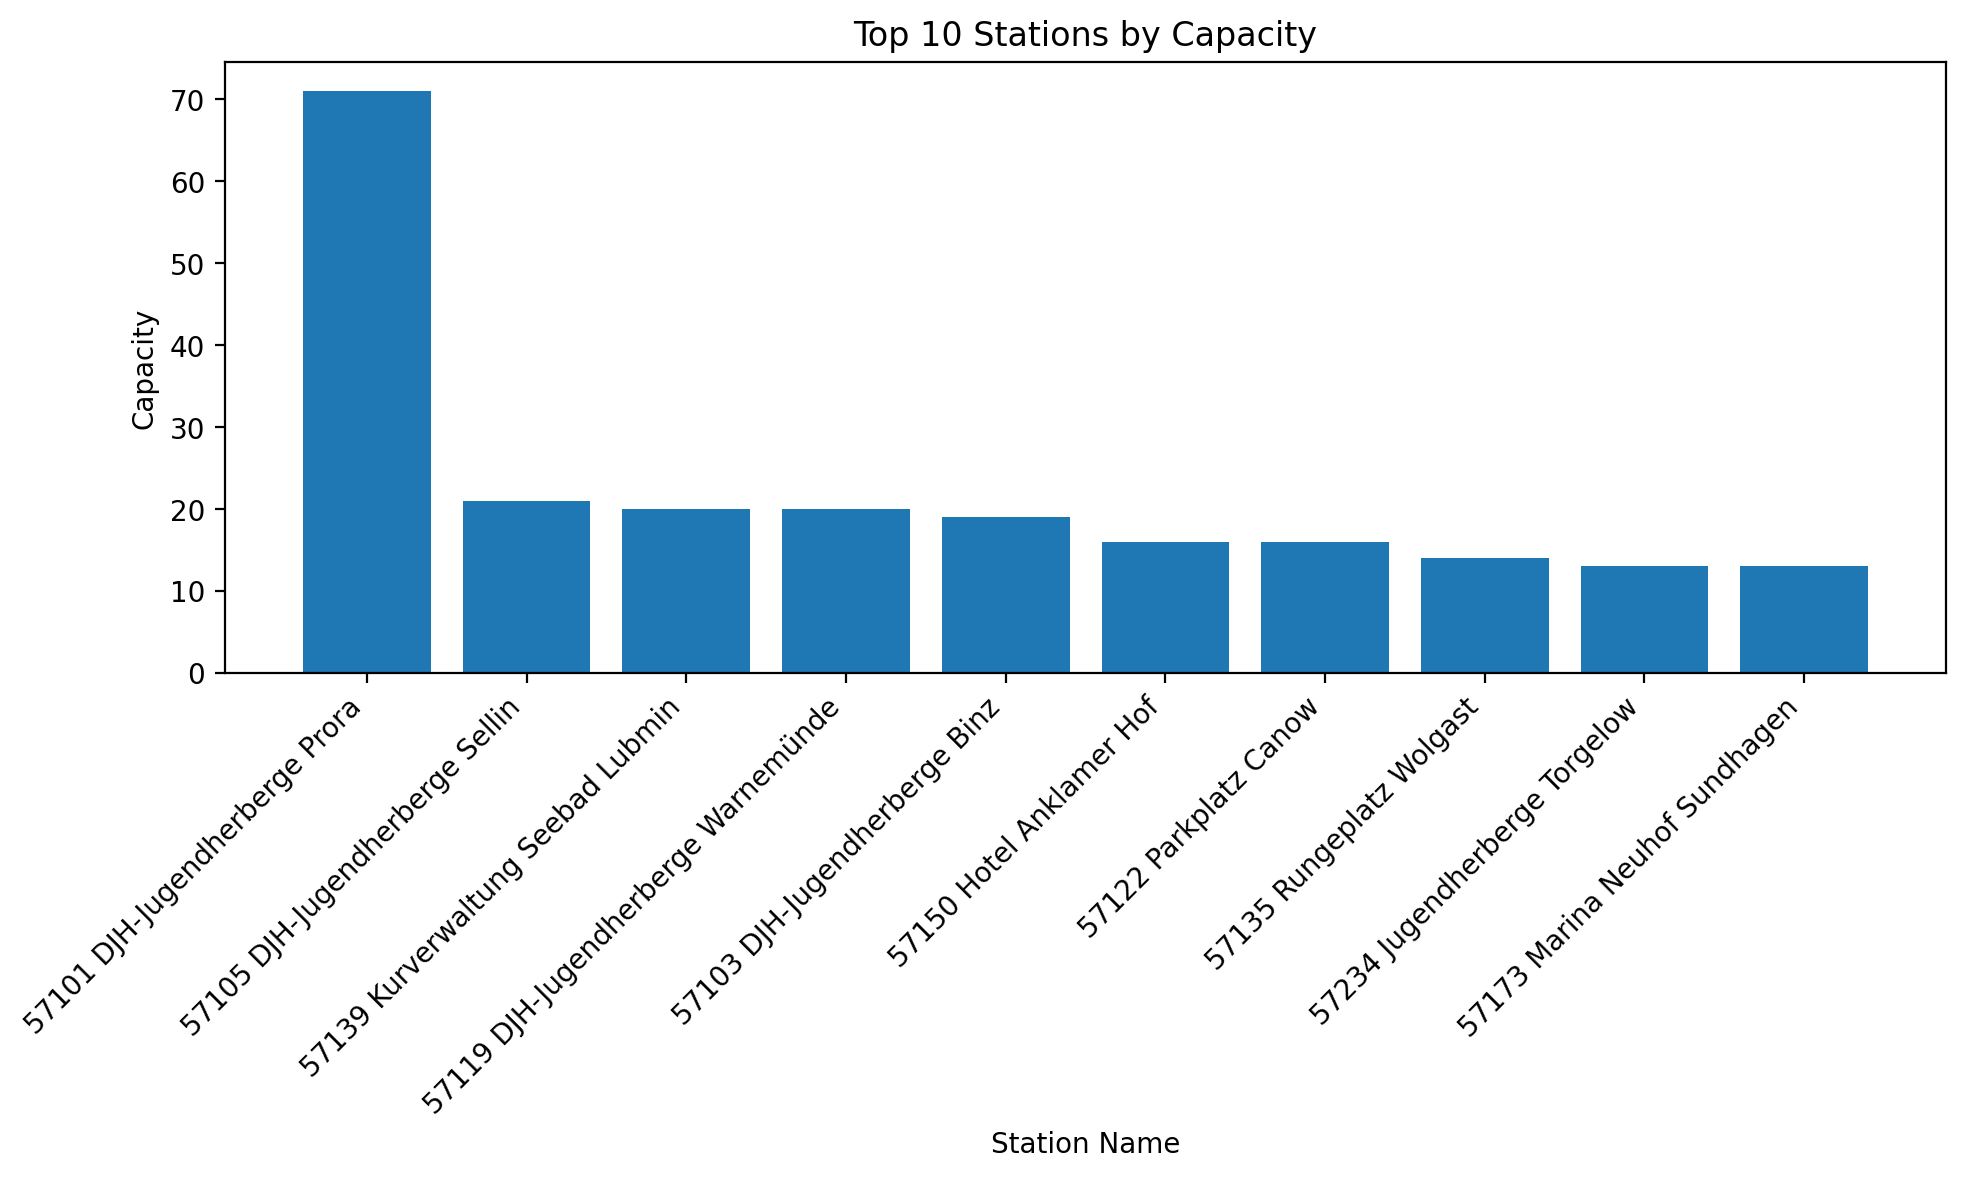 Top 10 Stations by Capacity
Capacity
70
60
50
40
30
20
10
0
57101 DJH-Jugendherberge Prora
57105 DJH-Jugendherberge Sellin
57139 Kurverwaltung Seebad Lubmin
57119 DJH-Jugendherberge Warnemünde
57103 DJH-Jugendherberge Binz
57150 Hotel Anklamer Hof
57122 Parkplatz Canow
57135 Rungeplatz Wolgast
57234 Jugendherberge Torgelow
57173 Marina Neuhof Sundhagen
Station Name